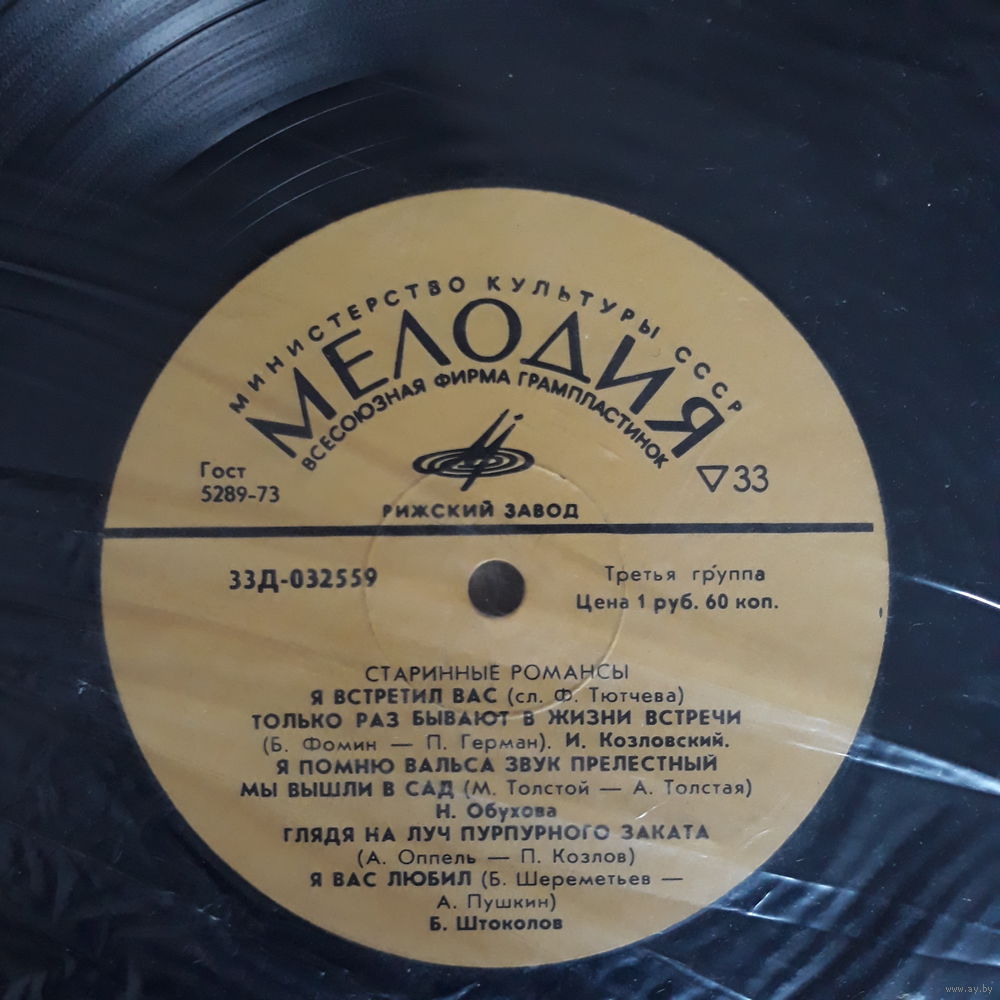 МИНИСТЕРСТВО КУЛЬТУРЫ СССР
МЕЛОДИЯ
ВСЕСОЮЗНАЯ ФИРМА ГРАМПЛАСТИНОК
Гост
5289-73
33
РИЖСКИЙ ЗАВОД
33Д-032559
Третья группа
Цена 1 руб. 60 коп.
СТАРИННЫЕ РОМАНСЫ
Я ВСТРЕТИЛ ВАС (сл. Ф. Тютчева)
ТОЛЬКО РАЗ БЫВАЮТ В ЖИЗНИ ВСТРЕЧИ
(Б. Фомин — П. Герман). И. Козловский.
Я ПОМНЮ ВАЛЬСА ЗВУК ПРЕЛЕСТНЫЙ
МЫ ВЫШЛИ В САД (М. Толстой — А. Толстая)
Н. Обухова
ГЛЯДЯ НА ЛУЧ ПУРПУРНОГО ЗАКАТА
(А. Оппель — П. Козлов)
Я ВАС ЛЮБИЛ (Б. Шереметьев —
А. Пушкин)
Б. Штоколов
www.ay.by